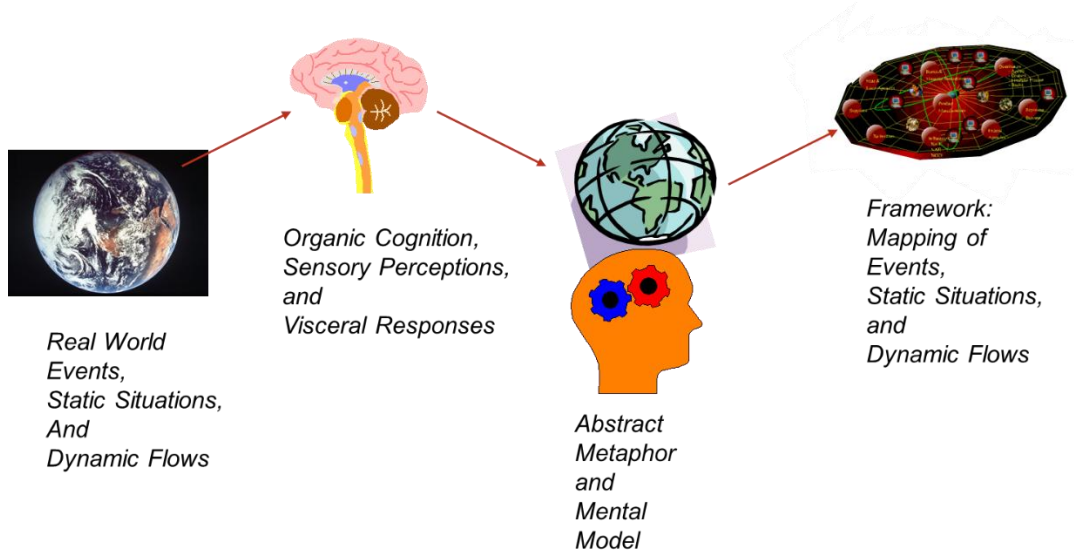 Real World
Events,
Static Situations,
And
Dynamic Flows
Organic Cognition,
Sensory Perceptions,
and
Visceral Responses
Abstract
Metaphor
and
Mental
Model
Framework:
Mapping of
Events,
Static Situations,
and
Dynamic Flows